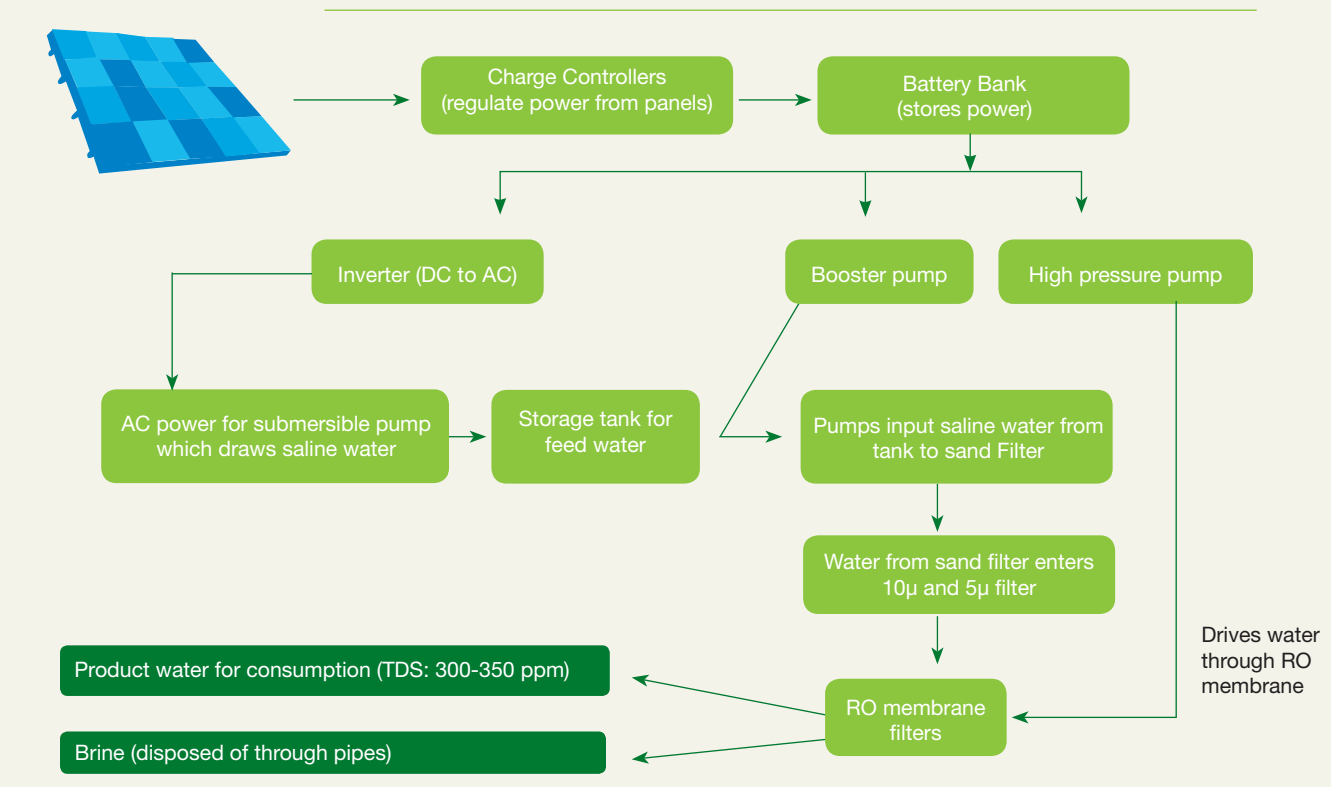 Charge Controllers
(regulate power from panels)
Battery Bank
(stores power)
Inverter (DC to AC)
Booster pump
High pressure pump
AC power for submersible pump
which draws saline water
Storage tank for
feed water
Pumps input saline water from
tank to sand Filter
Water from sand filter enters
10µ and 5µ filter
Drives water
through RO
membrane
RO membrane
filters
Product water for consumption (TDS: 300-350 ppm)
Brine (disposed of through pipes)